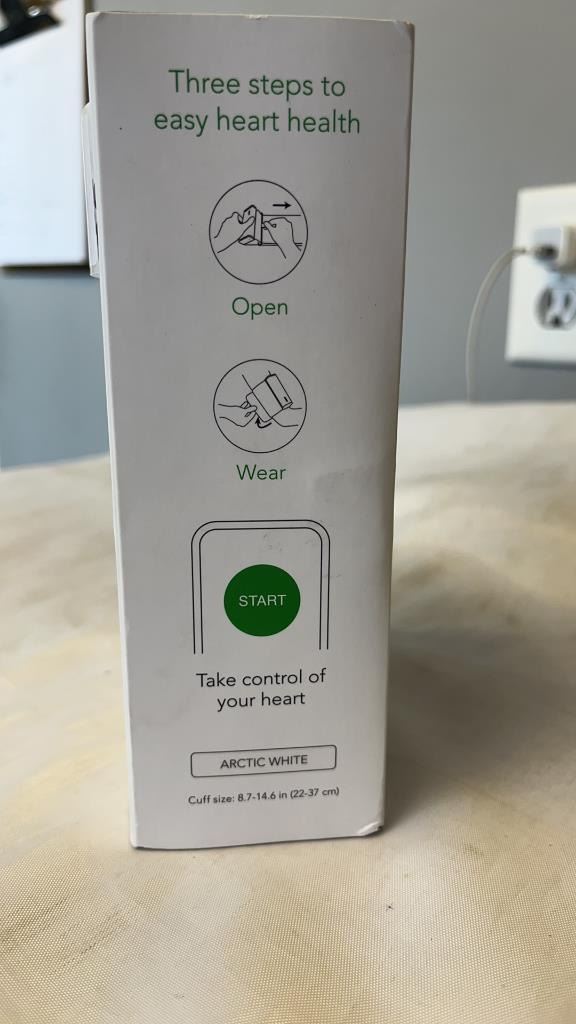 Three steps to
easy heart health
Open
Wear
START
Take control of
your heart
ARCTIC WHITE
Cuff size: 8.7-14.6 in (22-37 cm)